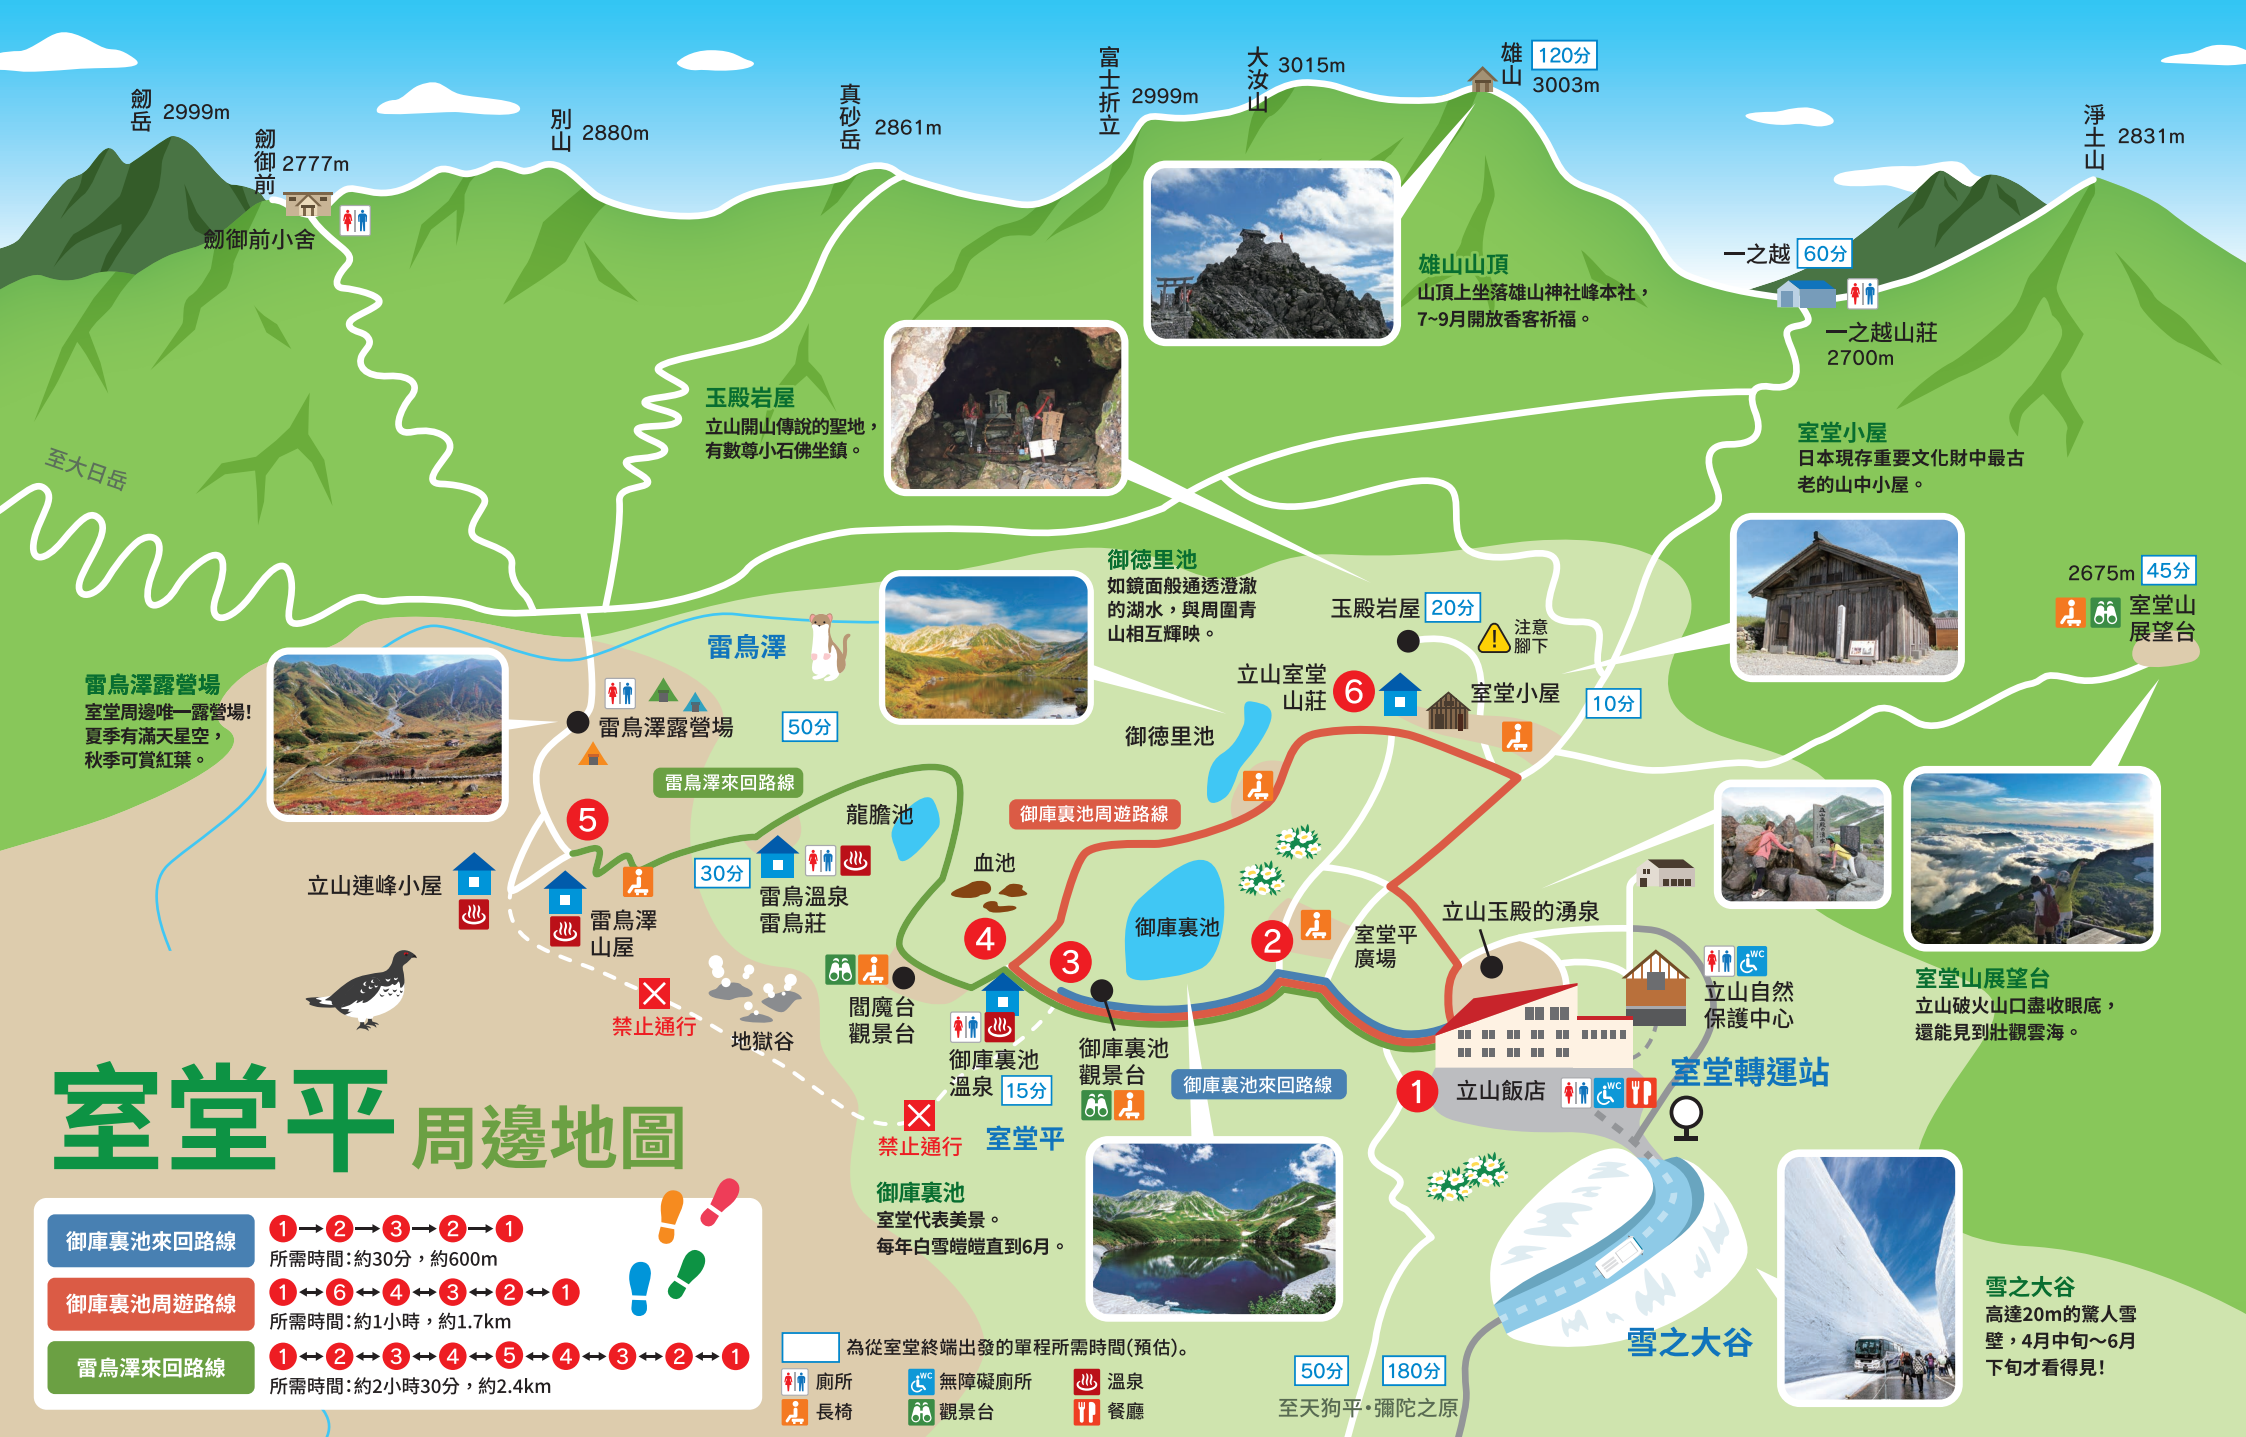 劒岳 2999m
劒御前 2777m
劒御前小舍
別山 2880m
真砂岳 2861m
富士折立 2999m
大汝山 3015m
雄山 120分
3003m
淨土山 2831m
一之越 60分
一之越山莊
2700m
雄山山頂
山頂上坐落雄山神社峰本社，
7~9月開放香客祈福。
玉殿岩屋
立山開山傳說的聖地，
有數尊小石佛坐鎮。
室堂小屋
日本現存重要文化財中最古
老的山中小屋。
至大日岳
御徳里池
如鏡面般通透澄澈
的湖水，與周圍青
山相互輝映。
2675m 45分
室堂山
展望台
玉殿岩屋 20分
注意
腳下
雷鳥澤
雷鳥澤露營場
室堂周邊唯一露營場!
夏季有滿天星空，
秋季可賞紅葉。
雷鳥澤露營場
50分
立山室堂
山莊
6
室堂小屋
10分
御徳里池
雷鳥澤來回路線
御庫裏池周遊路線
龍膽池
5
血池
30分
雷鳥溫泉
雷鳥莊
立山連峰小屋
雷鳥澤
山屋
4
3
御庫裏池
2
室堂平
廣場
立山玉殿的湧泉
WC
立山自然
保護中心
室堂山展望台
立山破火山口盡收眼底，
還能見到壯觀雲海。
禁止通行
地獄谷
閻魔台
觀景台
御庫裏池
溫泉 15分
御庫裏池
觀景台
御庫裏池來回路線
1
立山飯店
WC
室堂轉運站
禁止通行
室堂平
室堂平周邊地圖
御庫裏池
室堂代表美景。
每年白雪皚皚直到6月。
雪之大谷
雪之大谷
高達20m的驚人雪
壁，4月中旬～6月
下旬才看得見!
御庫裏池來回路線
1 2 3 2 1
所需時間：約30分，約600m
御庫裏池周遊路線
1 6 4 3 2 1
所需時間：約1小時，約1.7km
雷鳥澤來回路線
1 2 3 4 5 4 3 2 1
所需時間：約2小時30分，約2.4km
為從室堂終端出發的單程所需時間(預估)。
廁所
WC 無障礙廁所
溫泉
長椅
觀景台
餐廳
50分 180分
至天狗平・彌陀之原